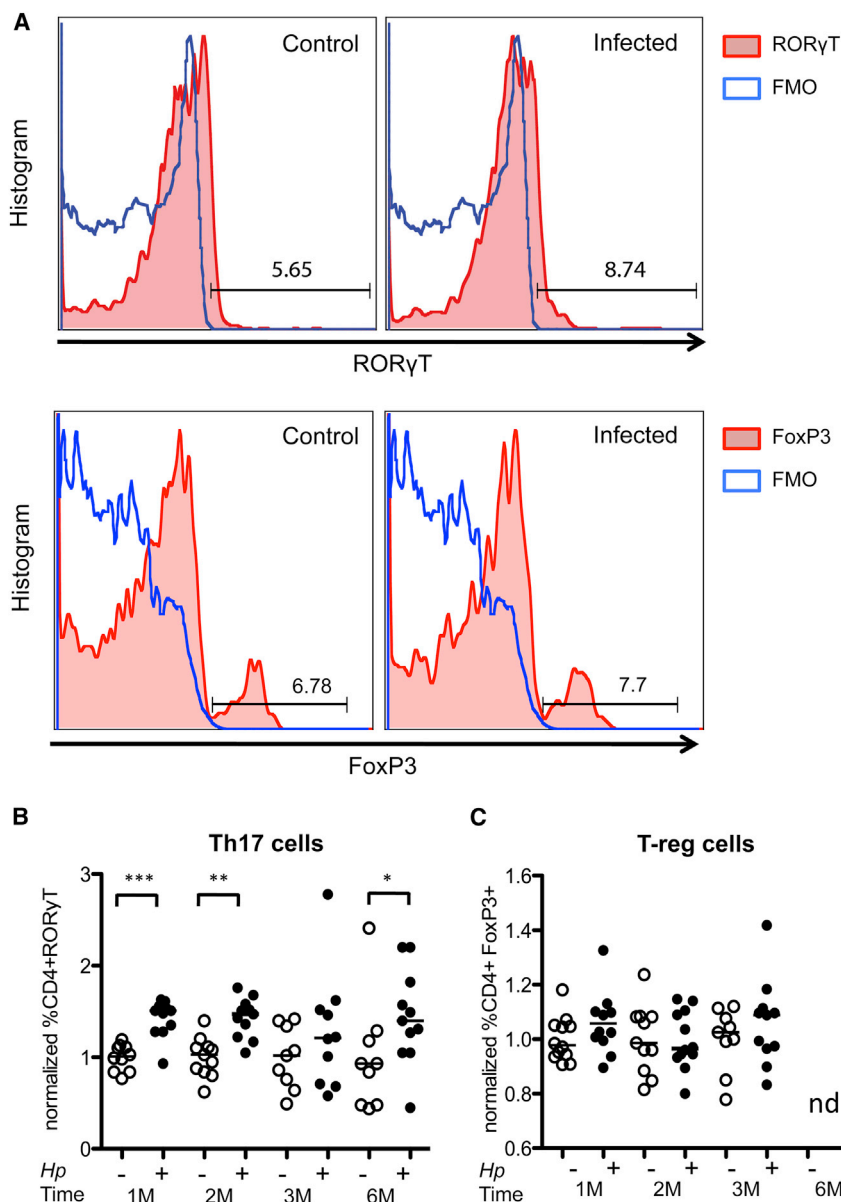 A
Control
Infected
RORγT
FMO
Histogram
5.65
8.74
RORγT
Control
Infected
FoxP3
FMO
Histogram
6.78
7.7
FoxP3
B
Th17 cells
normalized %CD4+RORγT
3
2
1
0
***
**
*
Hp - + - + - + - +
Time 1M 2M 3M 6M
C
T-reg cells
normalized %CD4+ FoxP3+
1.6
1.4
1.2
1.0
0.8
0.6
nd
Hp - + - + - + -
Time 1M 2M 3M 6M